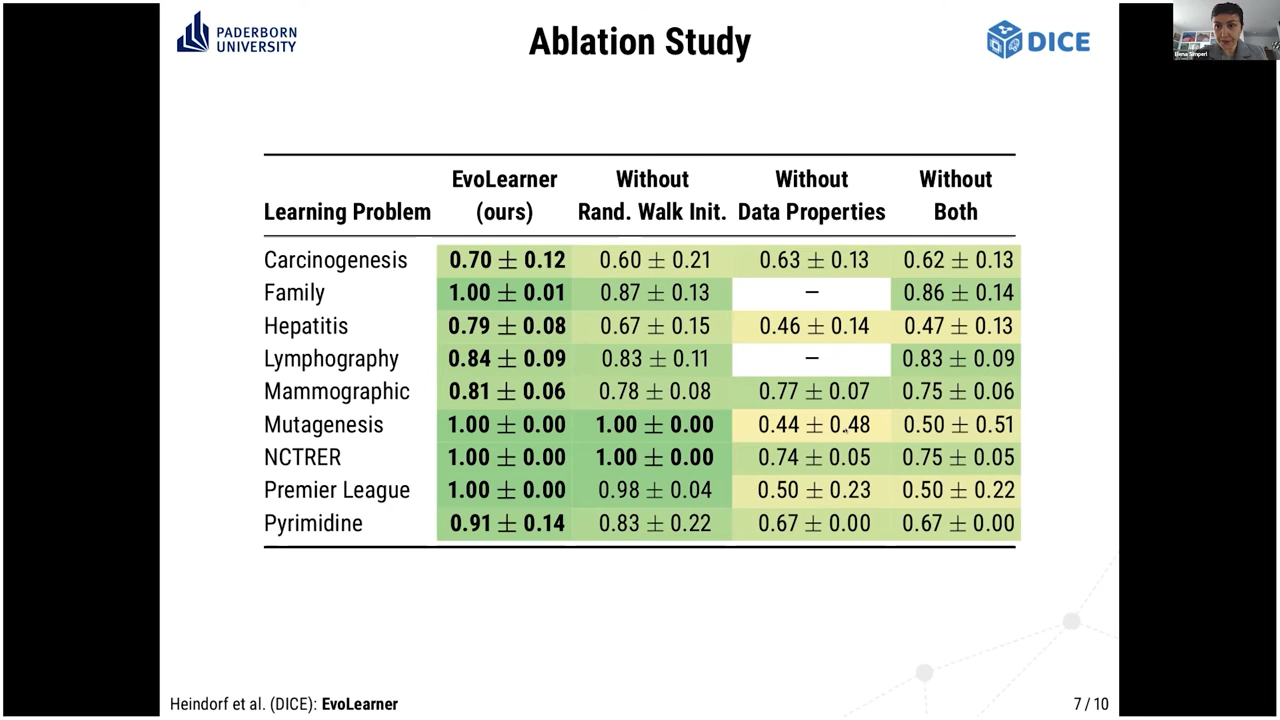 PADERBORN
UNIVERSITY
Ablation Study
DICE
Elena Simperl
EvoLearner Without Without Without
Learning Problem (ours) Rand. Walk Init. Data Properties Both
Carcinogenesis 0.70 ± 0.12 0.60 ± 0.21 0.63 ± 0.13 0.62 ± 0.13
Family 1.00 ± 0.01 0.87 ± 0.13 – 0.86 ± 0.14
Hepatitis 0.79 ± 0.08 0.67 ± 0.15 0.46 ± 0.14 0.47 ± 0.13
Lymphography 0.84 ± 0.09 0.83 ± 0.11 – 0.83 ± 0.09
Mammographic 0.81 ± 0.06 0.78 ± 0.08 0.77 ± 0.07 0.75 ± 0.06
Mutagenesis 1.00 ± 0.00 1.00 ± 0.00 0.44 ± 0.48 0.50 ± 0.51
NCTRER 1.00 ± 0.00 1.00 ± 0.00 0.74 ± 0.05 0.75 ± 0.05
Premier League 1.00 ± 0.00 0.98 ± 0.04 0.50 ± 0.23 0.50 ± 0.22
Pyrimidine 0.91 ± 0.14 0.83 ± 0.22 0.67 ± 0.00 0.67 ± 0.00
Heindorf et al. (DICE): EvoLearner
7 / 10